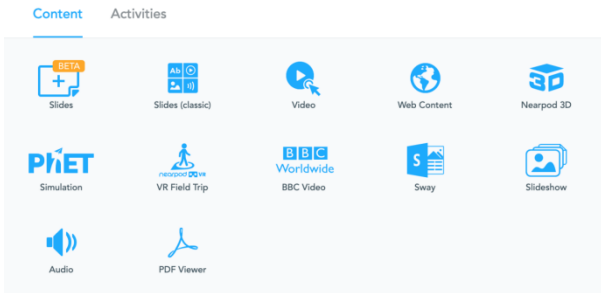 Content Activities
BETA
Ab
Slides Slides (classic) Video Web Content Nearpod 3D
3D
PhET
nearpod VR
BBC
Worldwide
S
Simulation VR Field Trip BBC Video Sway Slideshow
Audio PDF Viewer